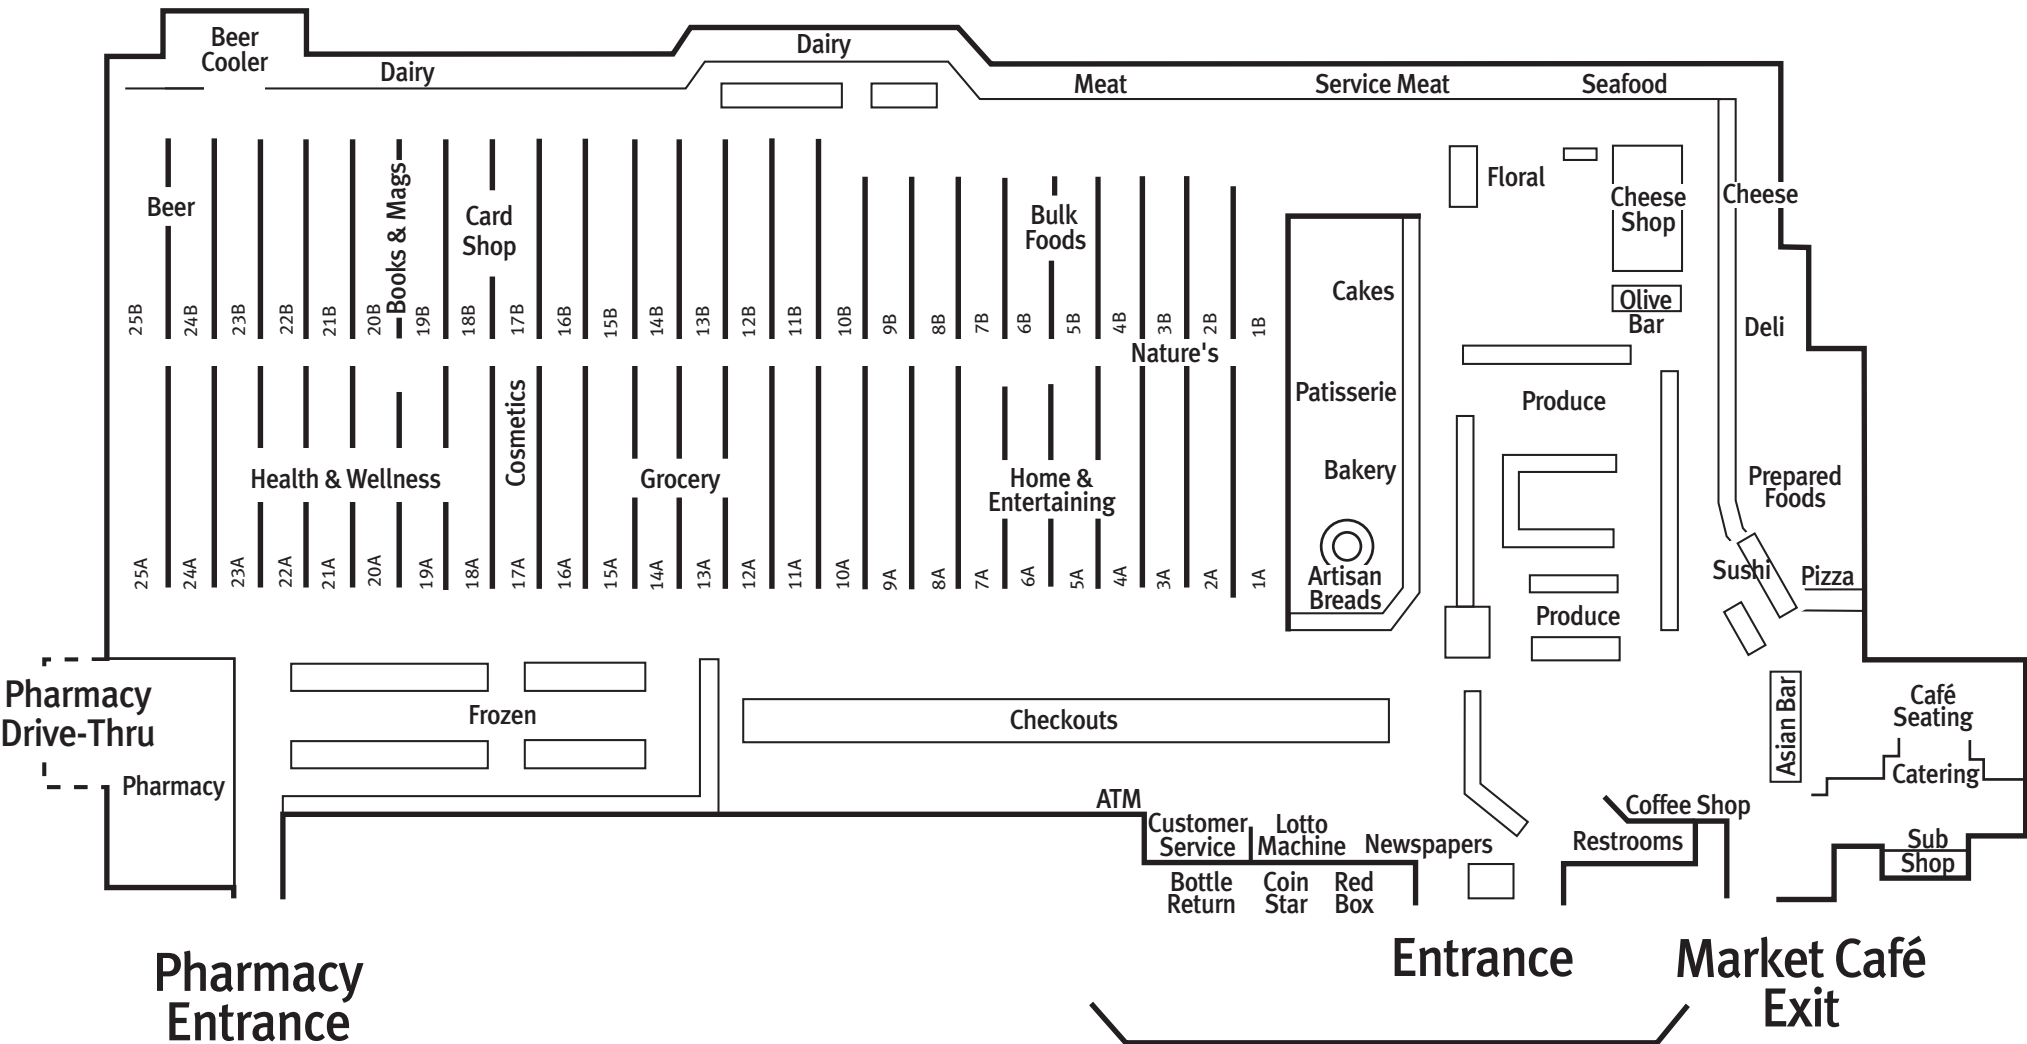 Beer
Cooler
Dairy
Dairy
Meat
Service Meat
Seafood
Beer
Books & Mags
Card
Shop
Bulk
Foods
Floral
Cheese
Shop
Cheese
Olive
Bar
Deli
25B
24B
23B
22B
21B
20B
19B
18B
17B
16B
15B
14B
13B
12B
11B
10B
9B
8B
7B
6B
5B
4B
3B
2B
1B
Nature's
Cakes
Patisserie
Bakery
Artisan
Breads
Produce
Produce
Prepared
Foods
Sushi
Pizza
Health & Wellness
Cosmetics
Grocery
Home &
Entertaining
25A
24A
23A
22A
21A
20A
19A
18A
17A
16A
15A
14A
13A
12A
11A
10A
9A
8A
7A
6A
5A
4A
3A
2A
1A
Pharmacy
Drive-Thru
Pharmacy
Frozen
Checkouts
Asian Bar
Café
Seating
Catering
ATM
Customer
Service
Lotto
Machine
Newspapers
Coffee Shop
Restrooms
Sub
Shop
Bottle
Return
Coin
Star
Red
Box
Pharmacy
Entrance
Entrance
Market Café
Exit